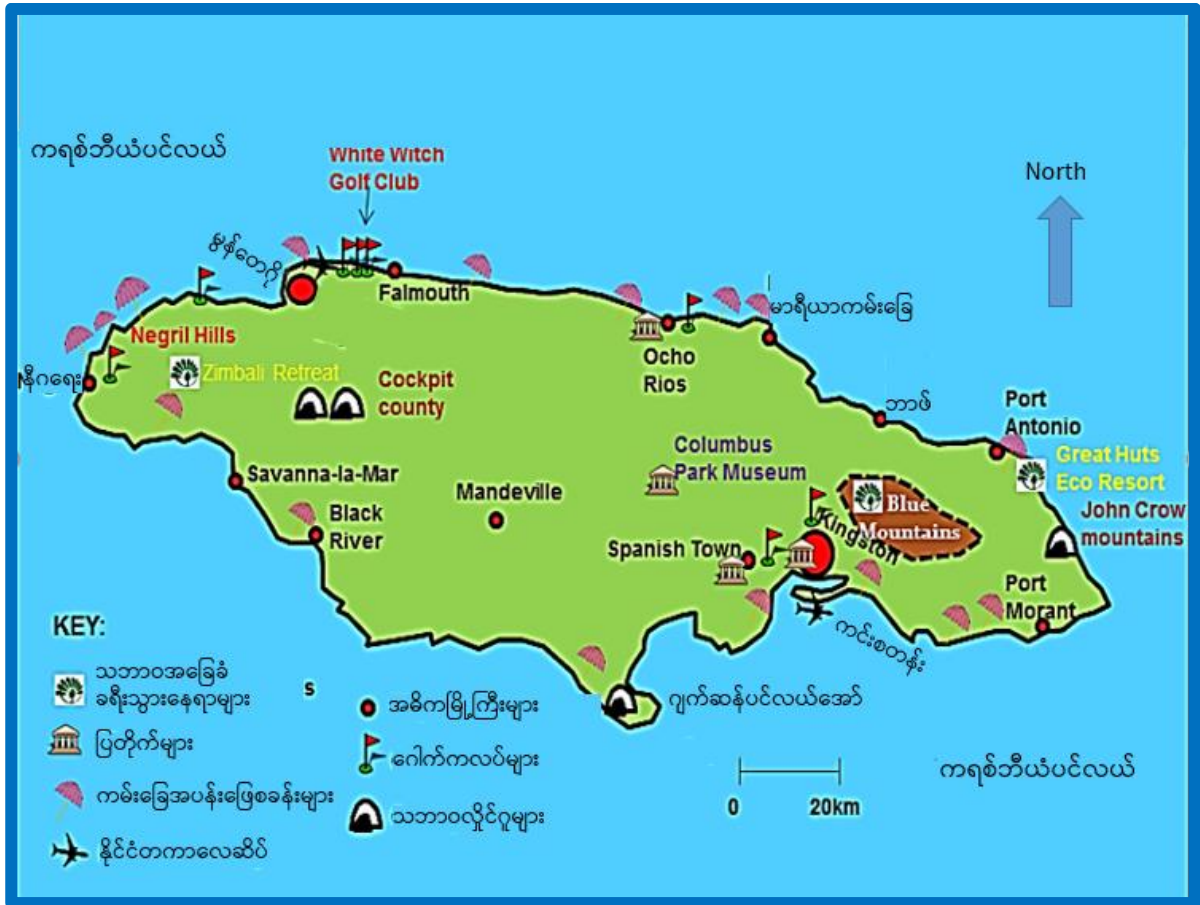 ကရစ်ဘီယံပင်လယ်
White Witch
Golf Club
North
မွန်တေဂို
Falmouth
မာရီယာကမ်းခြေ
Negril Hills
Ocho
Rios
နီဂရေး
Zimbali Retreat
Cockpit
county
ဘာဖ်
Port
Antonio
Columbus
Park Museum
Great Huts
Eco Resort
Savanna-la-Mar
Mandeville
Blue
Mountains
John Crow
mountains
Black
River
Kingston
Spanish Town
Port
Morant
ကင်းစတန်း
KEY:
သဘာဝအခြေခံ
ခရီးသွားနေရာများ
s
အဓိကမြို့ကြီးများ
ဂျက်ဆန်ပင်လယ်အော်
ပြတိုက်များ
ဂေါက်ကလပ်များ
ကရစ်ဘီယံပင်လယ်
ကမ်းခြေအပန်းဖြေစခန်းများ
သဘာဝလှိုင်ဂူများ
0 20km
နိုင်ငံတကာလေဆိပ်